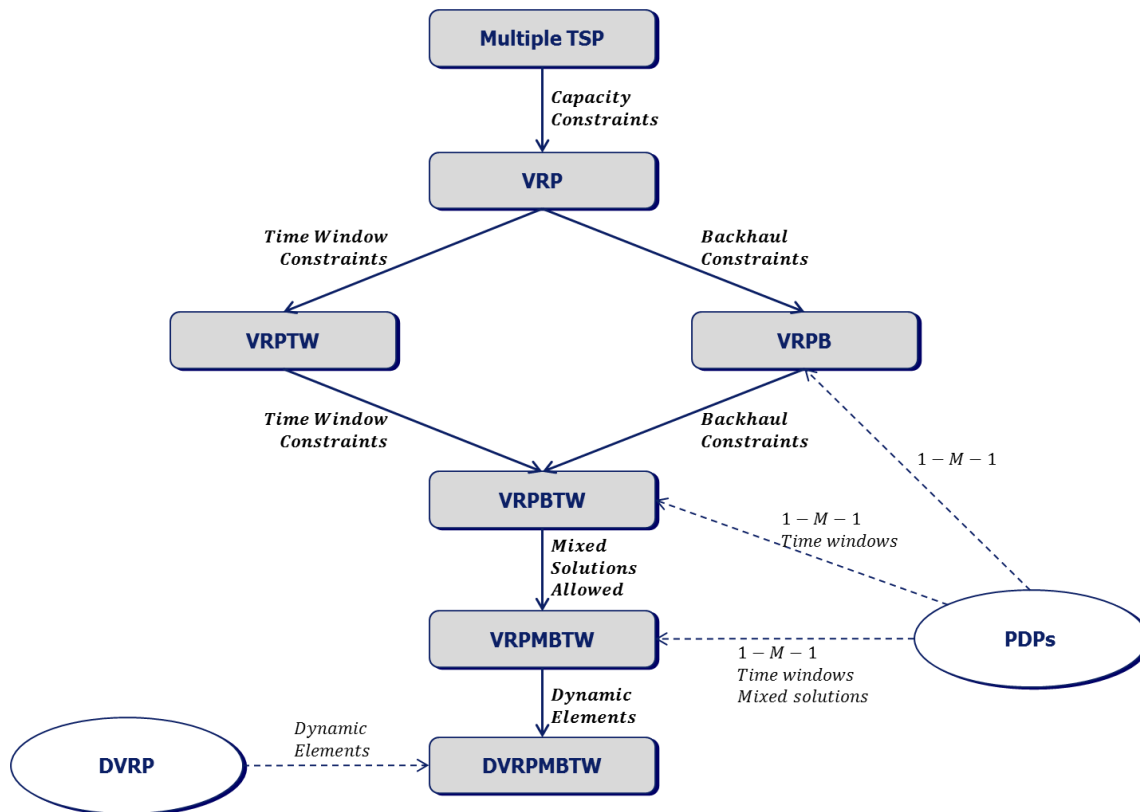 Multiple TSP
Capacity
Constraints
VRP
Time Window
Constraints
Backhaul
Constraints
VRPTW
VRPB
Time Window
Constraints
Backhaul
Constraints
1 − M − 1
VRPBTW
1 − M − 1
Time windows
Mixed
Solutions
Allowed
VRPMBTW
PDPs
1 − M − 1
Time windows
Mixed solutions
Dynamic
Elements
Dynamic
Elements
DVRP
DVRPMBTW